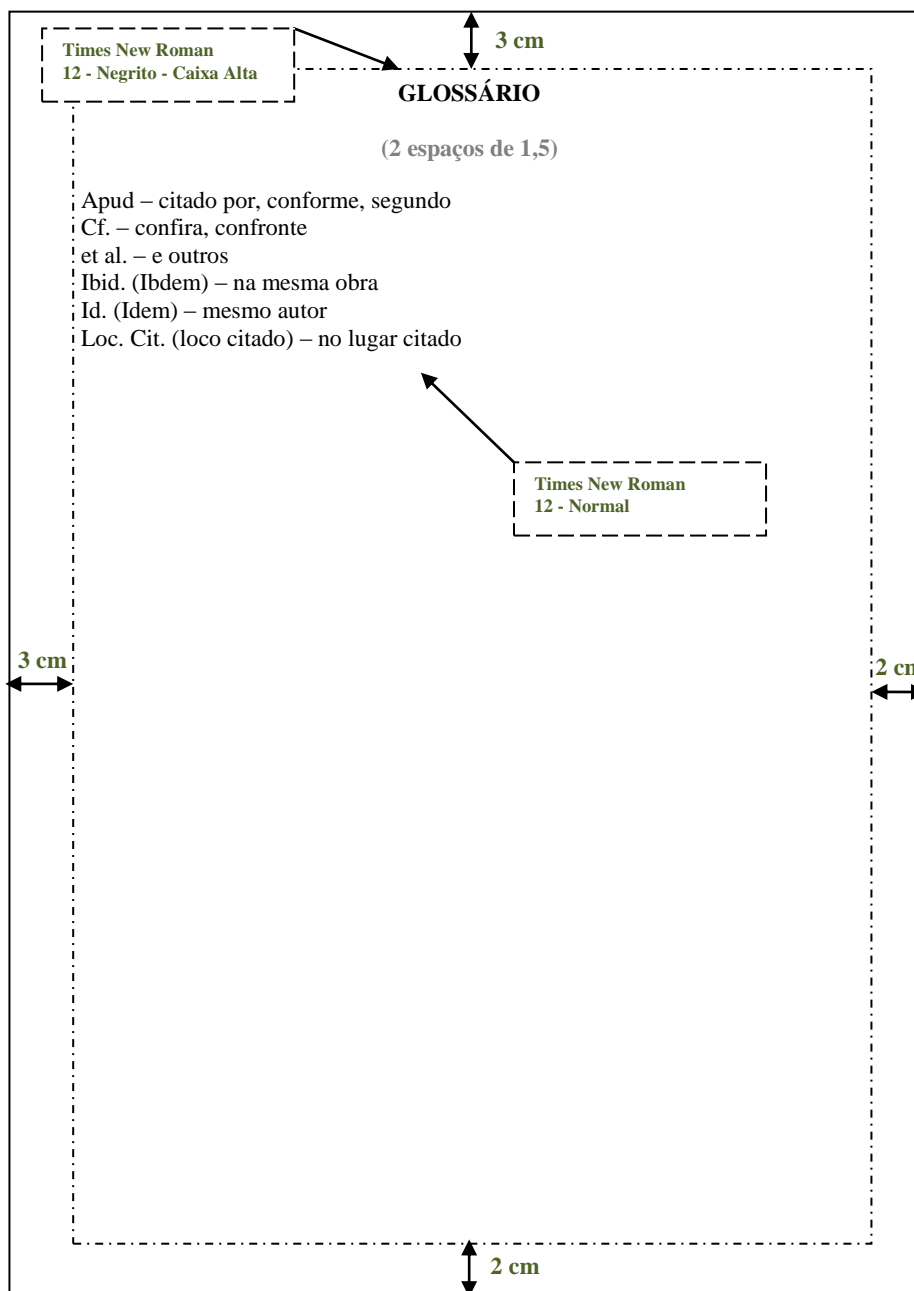 3 cm
Times New Roman
12 - Negrito - Caixa Alta
GLOSSÁRIO
(2 espaços de 1,5)
Apud – citado por, conforme, segundo
Cf. – confira, confronte
et al. – e outros
Ibid. (Ibdem) – na mesma obra
Id. (Idem) – mesmo autor
Loc. Cit. (loco citado) – no lugar citado
Times New Roman
12 - Normal
3 cm
2 cm
2 cm